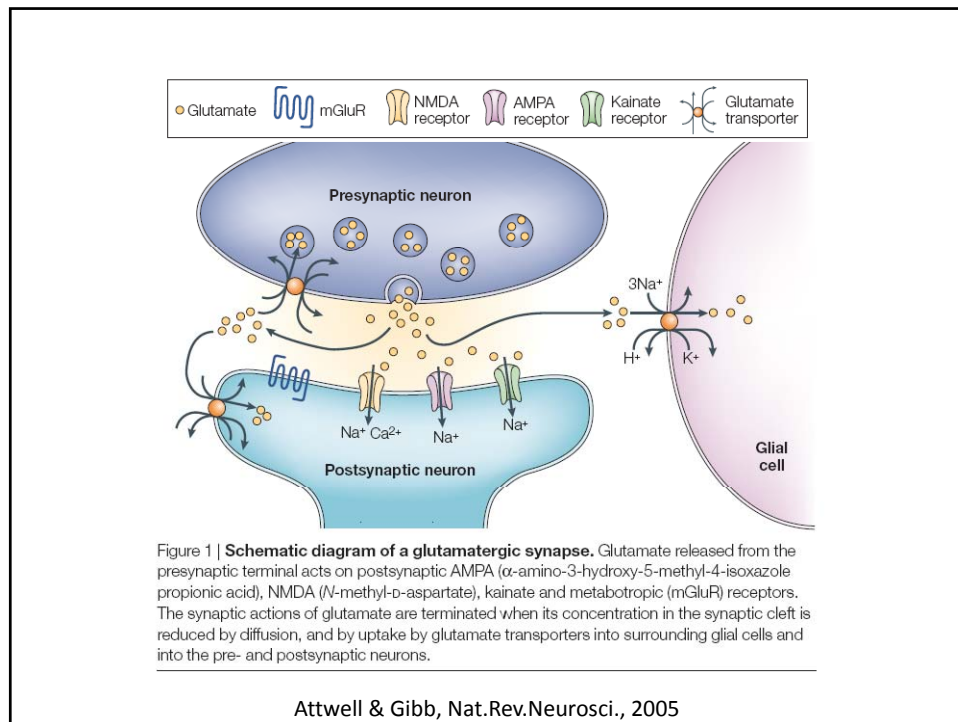 Glutamate mGluR NMDA receptor AMPA receptor Kainate receptor Glutamate transporter
Presynaptic neuron
3Na⁺
H⁺ K⁺
Na⁺ Ca²⁺ Na⁺ Na⁺
Glial
cell
Postsynaptic neuron
Figure 1 | Schematic diagram of a glutamatergic synapse. Glutamate released from the
presynaptic terminal acts on postsynaptic AMPA (α-amino-3-hydroxy-5-methyl-4-isoxazole
propionic acid), NMDA (N-methyl-D-aspartate), kainate and metabotropic (mGluR) receptors.
The synaptic actions of glutamate are terminated when its concentration in the synaptic cleft is
reduced by diffusion, and by uptake by glutamate transporters into surrounding glial cells and
into the pre- and postsynaptic neurons.
Attwell & Gibb, Nat.Rev.Neurosci., 2005